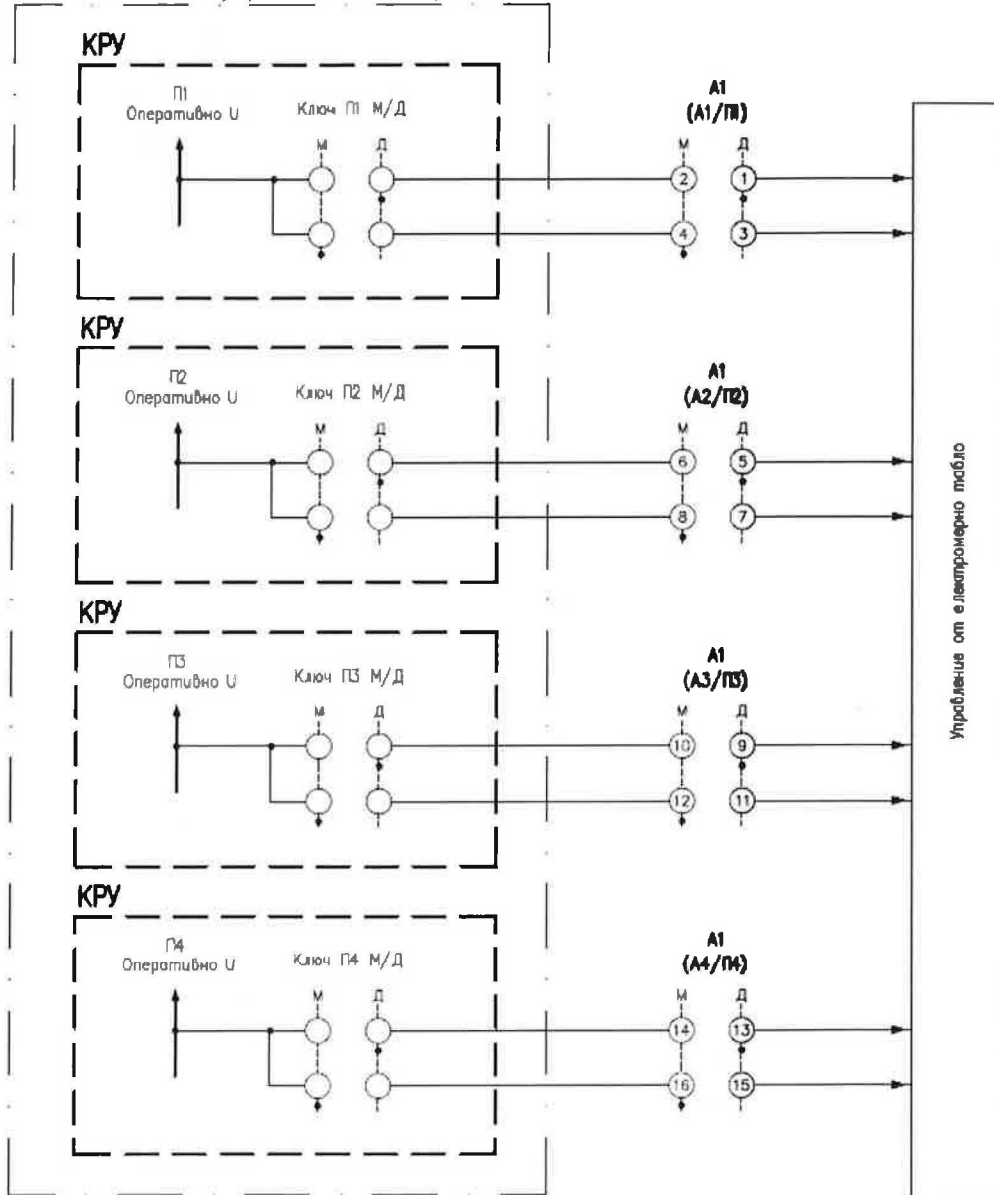 КРУ
П1
Оперативно U
Ключ П1 М/Д
М Д
А1
(А1/П1)
М Д
2 1
4 3
КРУ
П2
Оперативно U
Ключ П2 М/Д
М Д
А1
(А2/П2)
М Д
6 5
8 7
КРУ
П3
Оперативно U
Ключ П3 М/Д
М Д
А1
(А3/П3)
М Д
10 9
12 11
КРУ
П4
Оперативно U
Ключ П4 М/Д
М Д
А1
(А4/П4)
М Д
14 13
16 15
Управление от електромерно табло